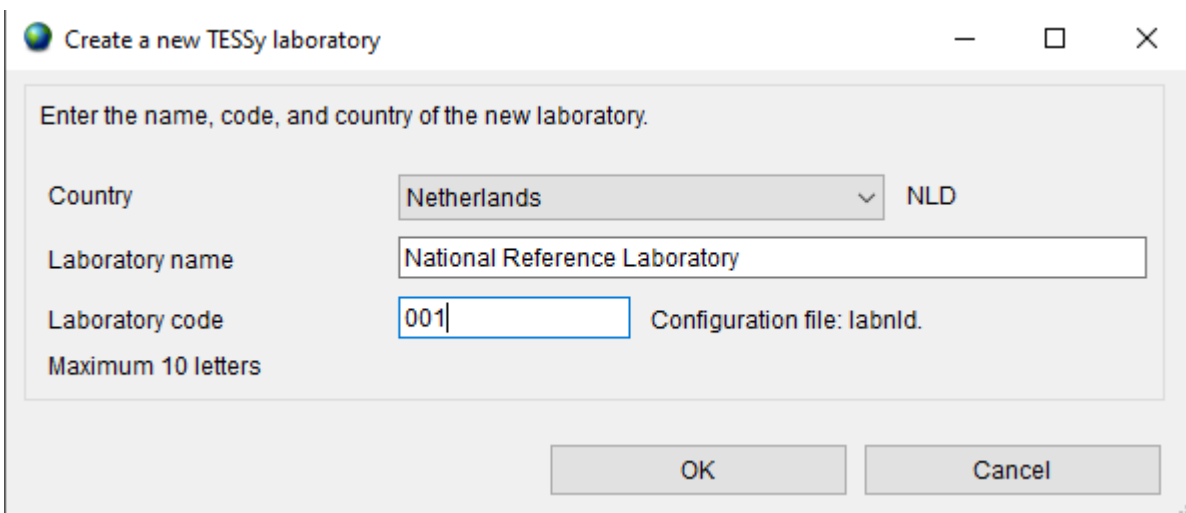 Create a new TESSy laboratory
Enter the name, code, and country of the new laboratory.
Country Netherlands NLD
Laboratory name National Reference Laboratory
Laboratory code 001 Configuration file: labnld.
Maximum 10 letters
OK Cancel